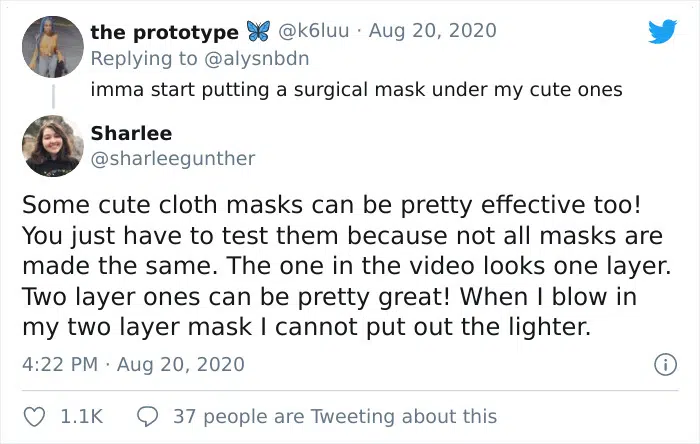 the prototype 🦋 @k6luu · Aug 20, 2020
Replying to @alysnbdn
imma start putting a surgical mask under my cute ones
Sharlee
@sharleegunther
Some cute cloth masks can be pretty effective too!
You just have to test them because not all masks are
made the same. The one in the video looks one layer.
Two layer ones can be pretty great! When I blow in
my two layer mask I cannot put out the lighter.
4:22 PM · Aug 20, 2020
1.1K 37 people are Tweeting about this